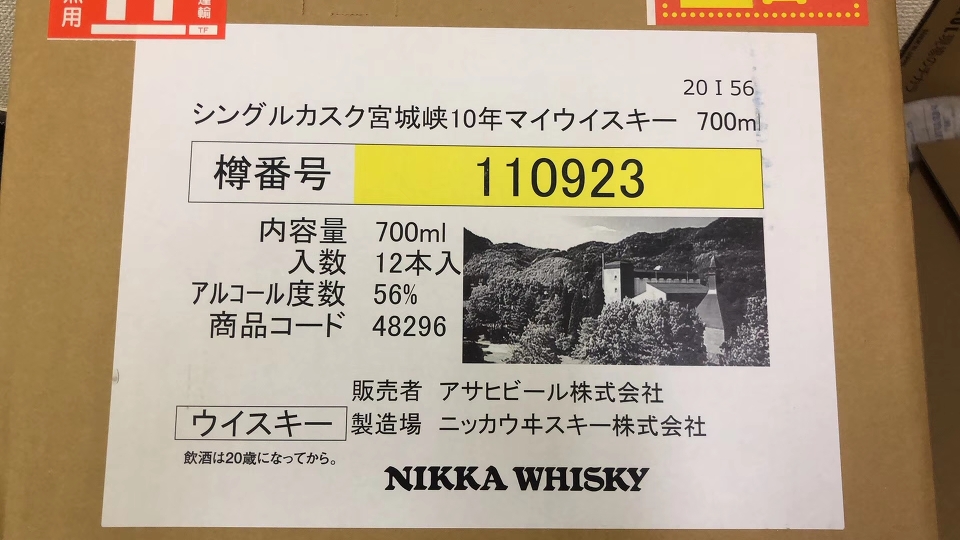 20 I 56
シングルカスク宮城峡10年マイウイスキー 700ml
樽番号 110923
内容量 700ml
入数 12本入
アルコール度数 56%
商品コード 48296
販売者 アサヒビール株式会社
ウイスキー 製造場 ニッカウヰスキー株式会社
飲酒は20歳になってから。
NIKKA WHISKY